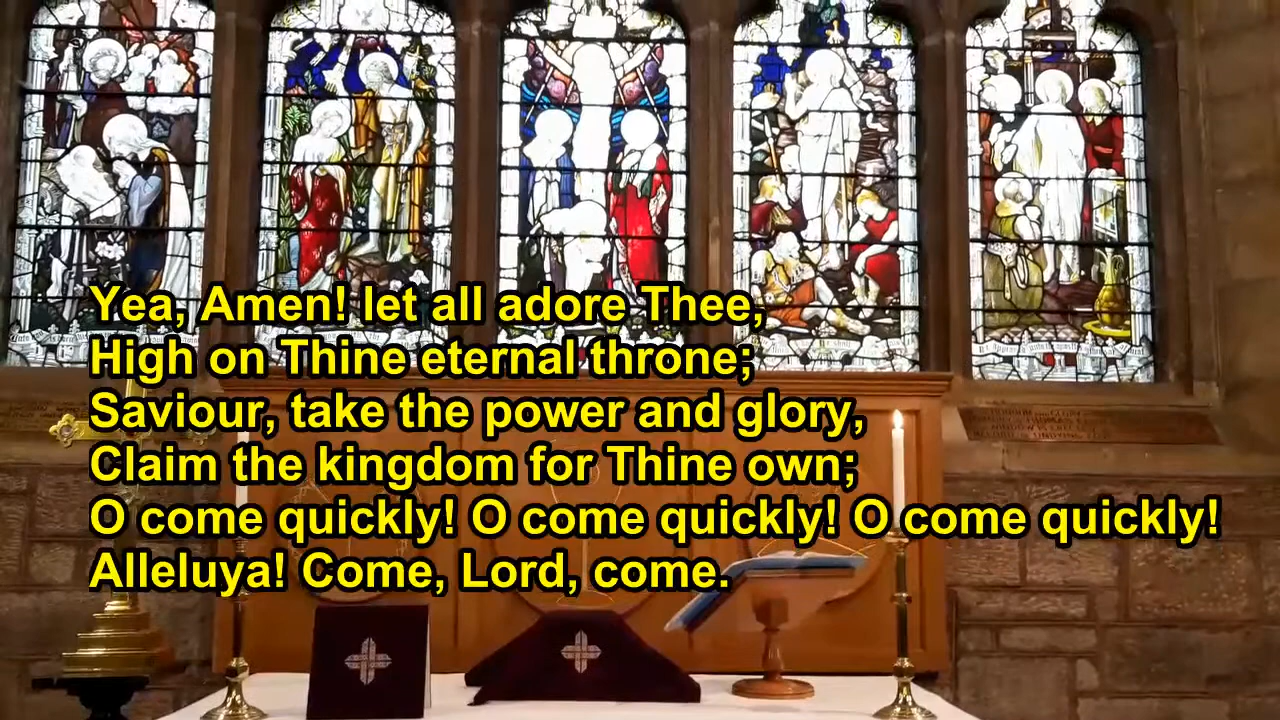 Yea, Amen! let all adore Thee,
High on Thine eternal throne;
Saviour, take the power and glory,
Claim the kingdom for Thine own;
O come quickly! O come quickly! O come quickly!
Alleluya! Come, Lord, come.